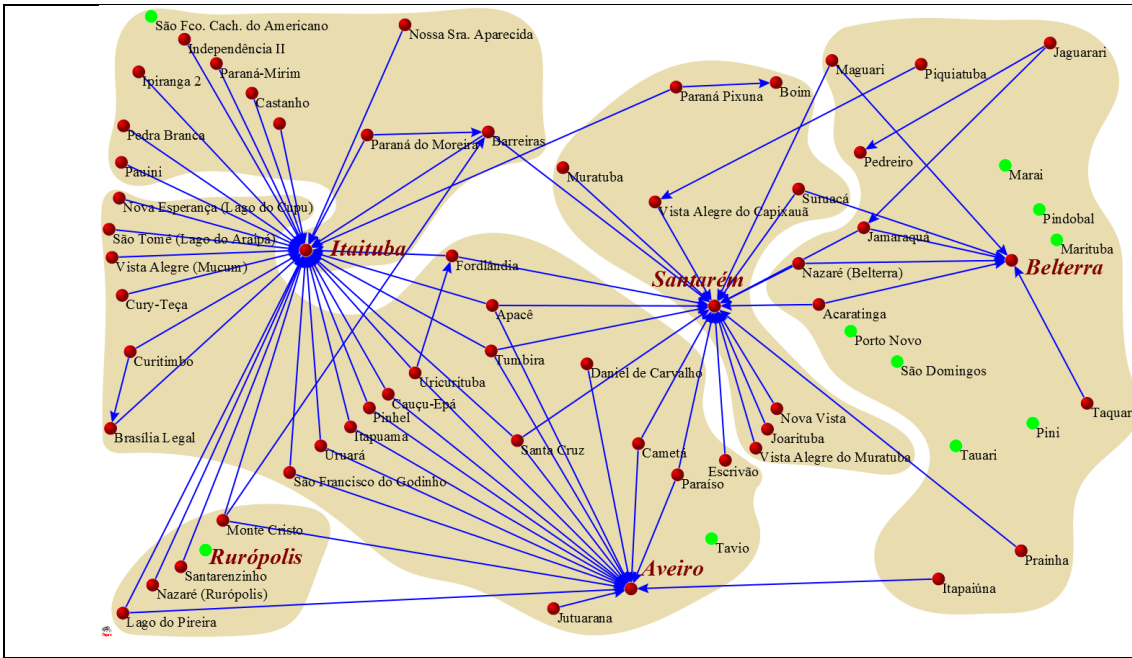 São Fco. Cach. do Americano
Nossa Sra. Aparecida
Independência II
Paraná-Mirim
Ipiranga 2
Castanho
Pedra Branca
Paraná do Moreira
Barreiras
Pauini
Nova Esperança (Lago do Cupu)
São Tomé (Lago do Araipá)
Vista Alegre (Mucum)
Itaituba
Cury-Teça
Curitimbo
Brasília Legal
Paraná Pixuna
Boim
Maguari
Piquiatuba
Jaguarari
Muratuba
Pedreiro
Marai
Vista Alegre do Capixauã
Suruacá
Pindobal
Jamaraquá
Marituba
Fordlândia
Santarém
Nazaré (Belterra)
Belterra
Apacê
Acaratinga
Porto Novo
Tumbira
Daniel de Carvalho
São Domingos
Uricurituba
Cauçu-Epá
Pinhel
Itapuama
Nova Vista
Taquara
Joarituba
Pini
Uruará
Santa Cruz
Cametá
Vista Alegre do Muratuba
Tauari
Escrivão
São Francisco do Godinho
Paraíso
Monte Cristo
Tavio
Rurópolis
Prainha
Santarenzinho
Aveiro
Nazaré (Rurópolis)
Itapaiúna
Lago do Pireira
Jutuarana